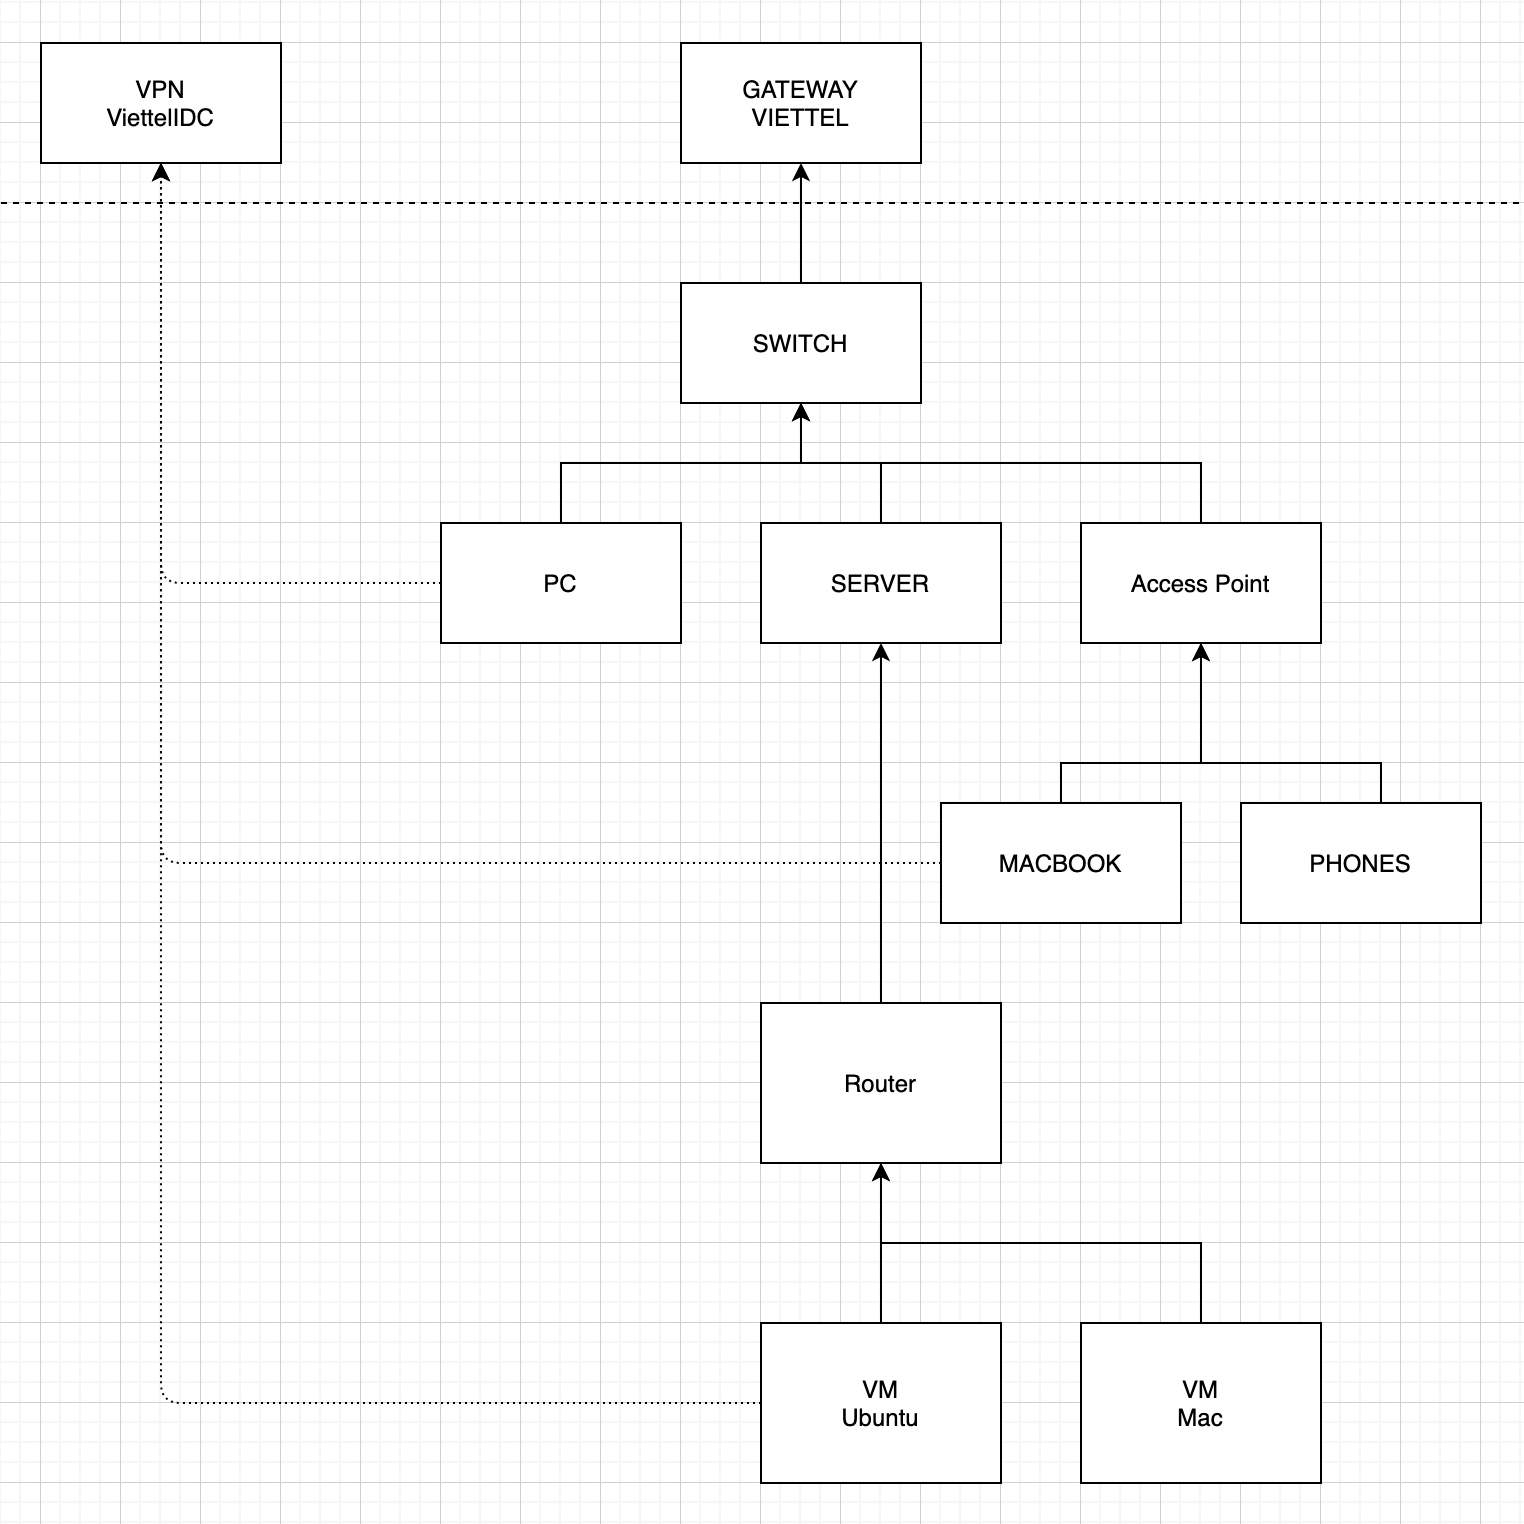 VPN
ViettelIDC
GATEWAY
VIETTEL
SWITCH
PC
SERVER
Access Point
MACBOOK
PHONES
Router
VM
Ubuntu
VM
Mac